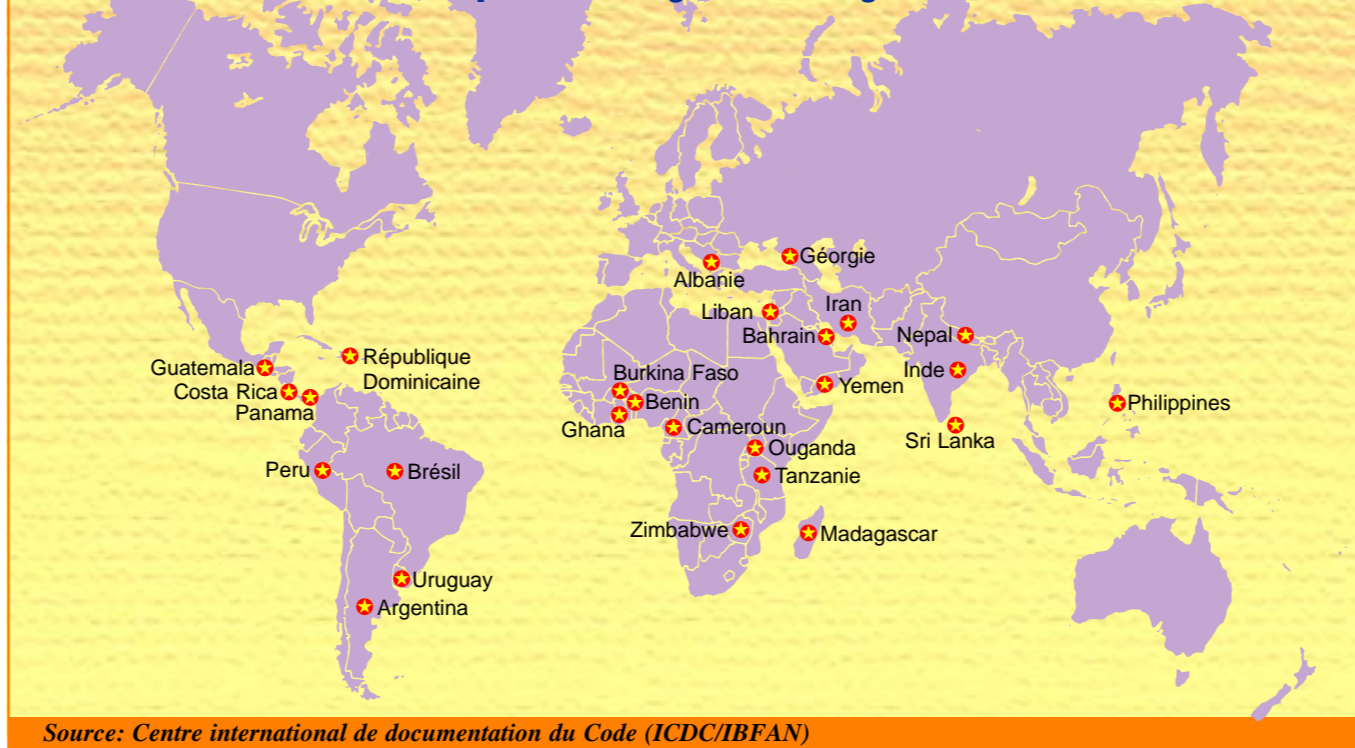 Géorgie
Albanie
Liban
Iran
Bahrain
Nepal
Guatemala
République
Dominicaine
Inde
Burkina Faso
Yemen
Costa Rica
Benin
Philippines
Panama
Ghana
Cameroun
Sri Lanka
Ouganda
Peru
Brésil
Tanzanie
Zimbabwe
Madagascar
Uruguay
Argentina
Source: Centre international de documentation du Code (ICDC/IBFAN)